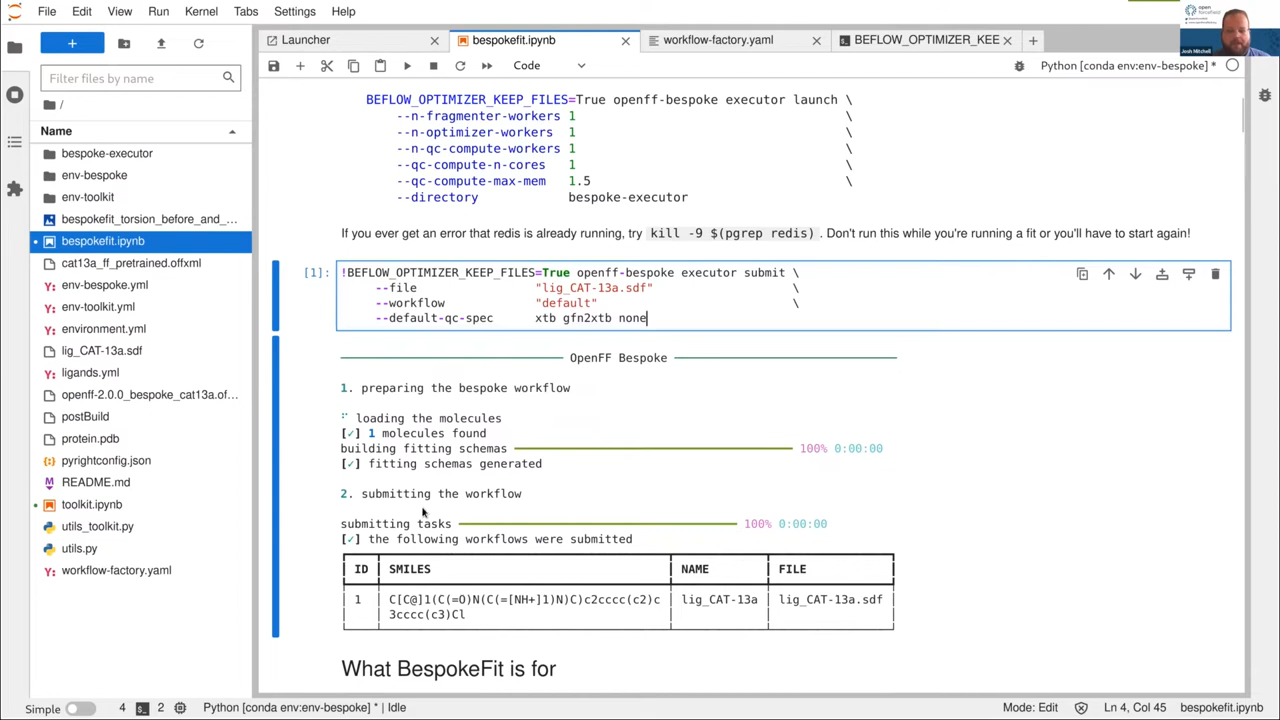 File Edit View Run Kernel Tabs Settings Help
open
forcefield
Josh Mitchell
Launcher
bespokefit.ipynb
workflow-factory.yaml
BEFLOW_OPTIMIZER_KEE
Filter files by name
Code
Python [conda env:env-bespoke] *
/
Name
bespoke-executor
env-bespoke
env-toolkit
bespokefit_torsion_before_and_…
bespokefit.ipynb
cat13a_ff_pretrained.offxml
env-bespoke.yml
env-toolkit.yml
environment.yml
lig_CAT-13a.sdf
ligands.yml
openff-2.0.0_bespoke_cat13a.of…
postBuild
protein.pdb
pyrightconfig.json
README.md
toolkit.ipynb
utils_toolkit.py
utils.py
workflow-factory.yaml
BEFLOW_OPTIMIZER_KEEP_FILES=True openff-bespoke executor launch \
--n-fragmenter-workers 1 \
--n-optimizer-workers 1 \
--n-qc-compute-workers 1 \
--qc-compute-n-cores 1 \
--qc-compute-max-mem 1.5 \
--directory bespoke-executor
If you ever get an error that redis is already running, try kill -9 $(pgrep redis) . Don't run this while you're running a fit or you'll have to start again!
[1]: !BEFLOW_OPTIMIZER_KEEP_FILES=True openff-bespoke executor submit \
--file "lig_CAT-13a.sdf" \
--workflow "default" \
--default-qc-spec xtb gfn2xtb none
OpenFF Bespoke
1. preparing the bespoke workflow
loading the molecules
[✓] 1 molecules found
building fitting schemas 100% 0:00:00
[✓] fitting schemas generated
2. submitting the workflow
submitting tasks 100% 0:00:00
[✓] the following workflows were submitted
ID SMILES NAME FILE
1 C[C@]1(C(=O)N(C(=[NH+]1)N)C)c2cccc(c2)c lig_CAT-13a lig_CAT-13a.sdf
3cccc(c3)Cl
What BespokeFit is for
Simple 4 2 Python [conda env:env-bespoke] * | Idle Mode: Edit Ln 4, Col 45 bespokefit.ipynb